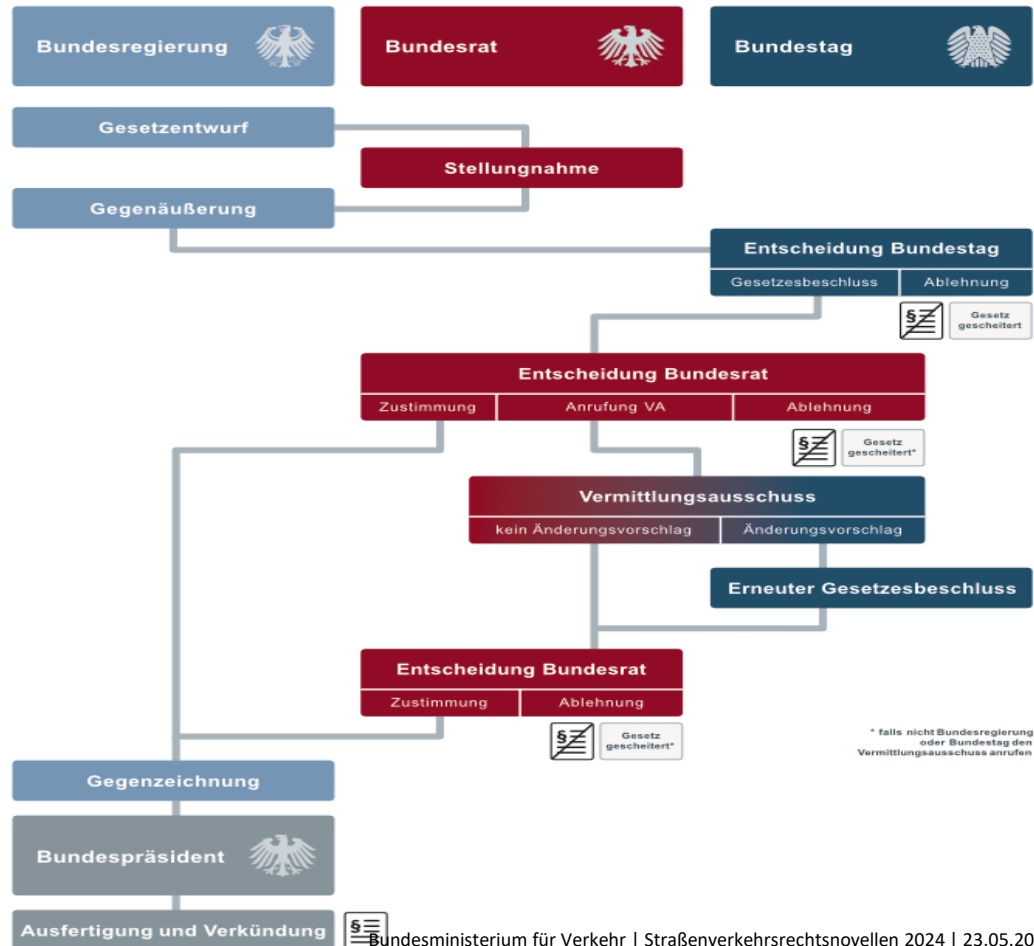 Bundesregierung
Bundesrat
Bundestag
Gesetzentwurf
Stellungnahme
Gegenäußerung
Entscheidung Bundestag
Gesetzesbeschluss
Ablehnung
§
Gesetz
gescheitert
Entscheidung Bundesrat
Zustimmung
Anrufung VA
Ablehnung
§
Gesetz
gescheitert*
Vermittlungsausschuss
kein Änderungsvorschlag
Änderungsvorschlag
Erneuter Gesetzesbeschluss
Entscheidung Bundesrat
Zustimmung
Ablehnung
§
Gesetz
gescheitert*
* falls nicht Bundesregierung
oder Bundestag den
Vermittlungsausschuss anrufen
Gegenzeichnung
Bundespräsident
Ausfertigung und Verkündung
§
Bundesministerium für Verkehr | Straßenverkehrsrechtsnovellen 2024 | 23.05.20